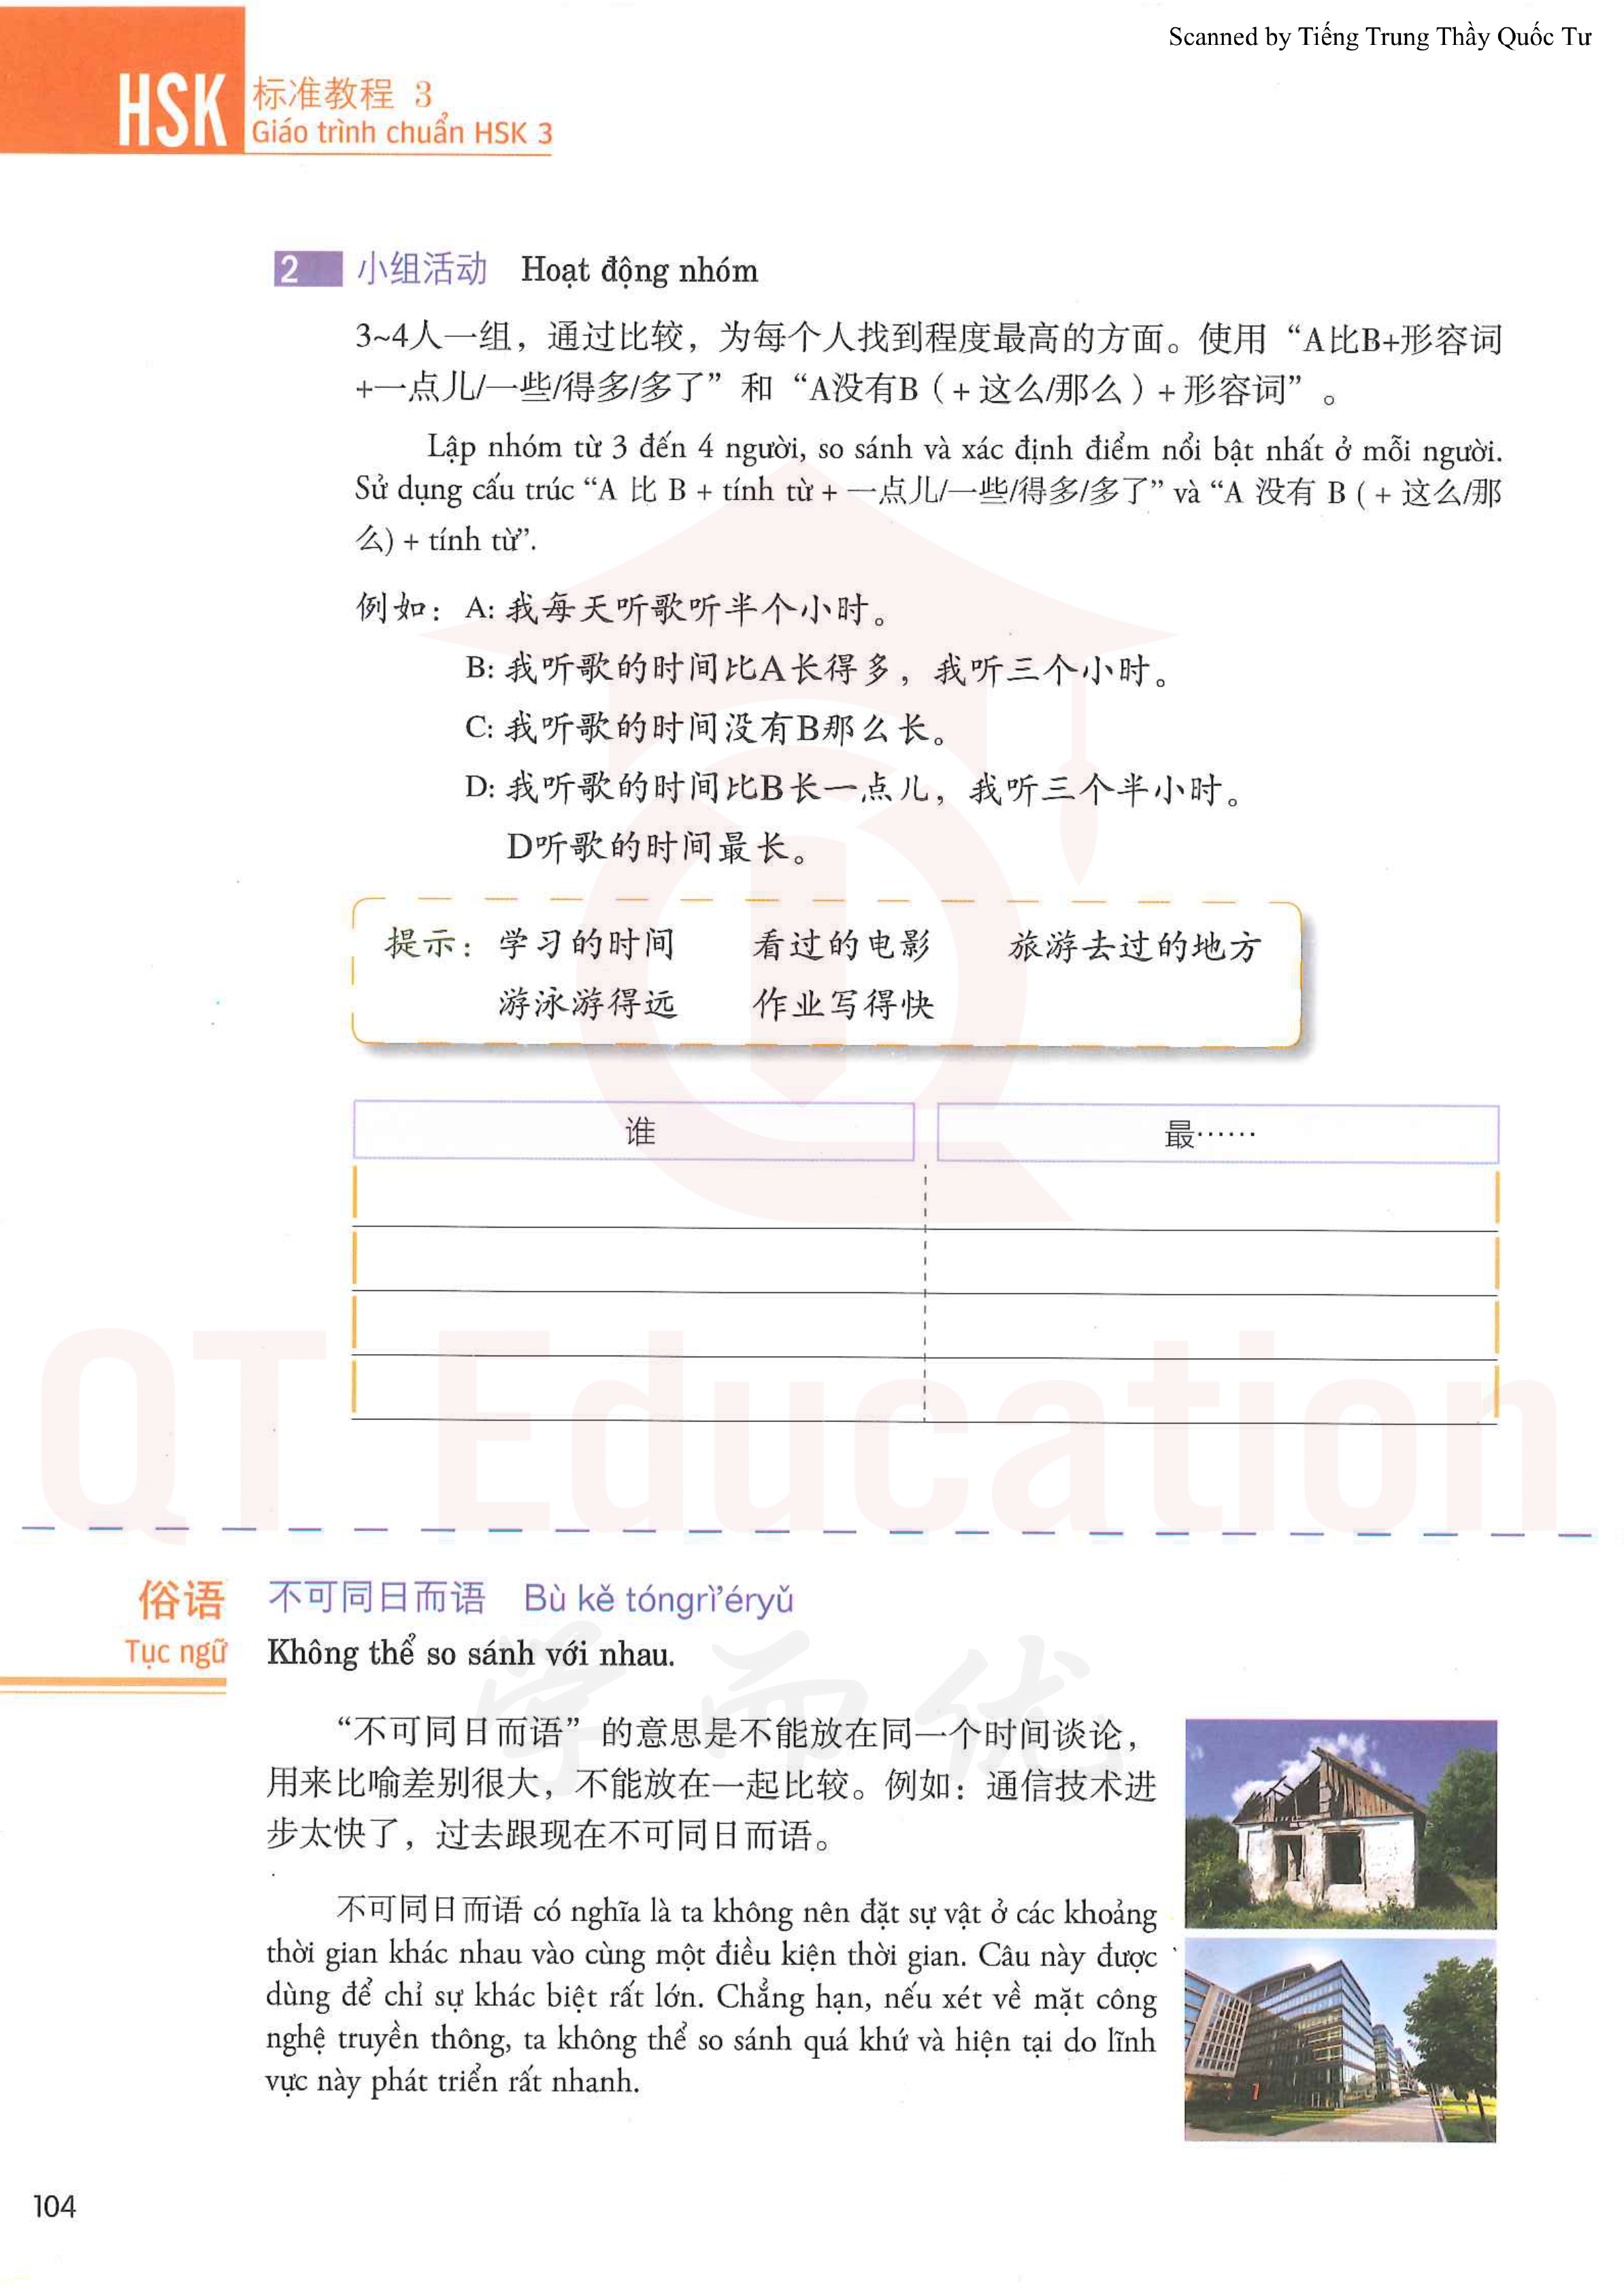 Scanned by Tiếng Trung Thầy Quốc Tư
HSK 标准教程 3
Giáo trình chuẩn HSK 3
2 小组活动 Hoạt động nhóm
3~4人一组，通过比较，为每个人找到程度最高的方面。使用“A比B+形容词
+一点儿/一些/得多/多了”和“A没有B（+这么/那么）+形容词”。
Lập nhóm từ 3 đến 4 người, so sánh và xác định điểm nổi bật nhất ở mỗi người.
Sử dụng cấu trúc “A 比 B + tính từ + 一点儿/一些/得多/多了” và “A 没有 B ( + 这么/那
么) + tính từ”.
例如：A: 我每天听歌听半个小时。
B: 我听歌的时间比A长得多，我听三个小时。
C: 我听歌的时间没有B那么长。
D: 我听歌的时间比B长一点儿，我听三个半小时。
D听歌的时间最长。
提示：学习的时间 看过的电影 旅游去过的地方
游泳游得远 作业写得快
谁 最……
QT Education
俗语 不可同日而语 Bù kě tóngrì’éryǔ
Tục ngữ Không thể so sánh với nhau.
学而优
“不可同日而语”的意思是不能放在同一个时间谈论，
用来比喻差别很大，不能放在一起比较。例如：通信技术进
步太快了，过去跟现在不可同日而语。
不可同日而语 có nghĩa là ta không nên đặt sự vật ở các khoảng
thời gian khác nhau vào cùng một điều kiện thời gian. Câu này được
dùng để chỉ sự khác biệt rất lớn. Chẳng hạn, nếu xét về mặt công
nghệ truyền thông, ta không thể so sánh quá khứ và hiện tại do lĩnh
vực này phát triển rất nhanh.
104